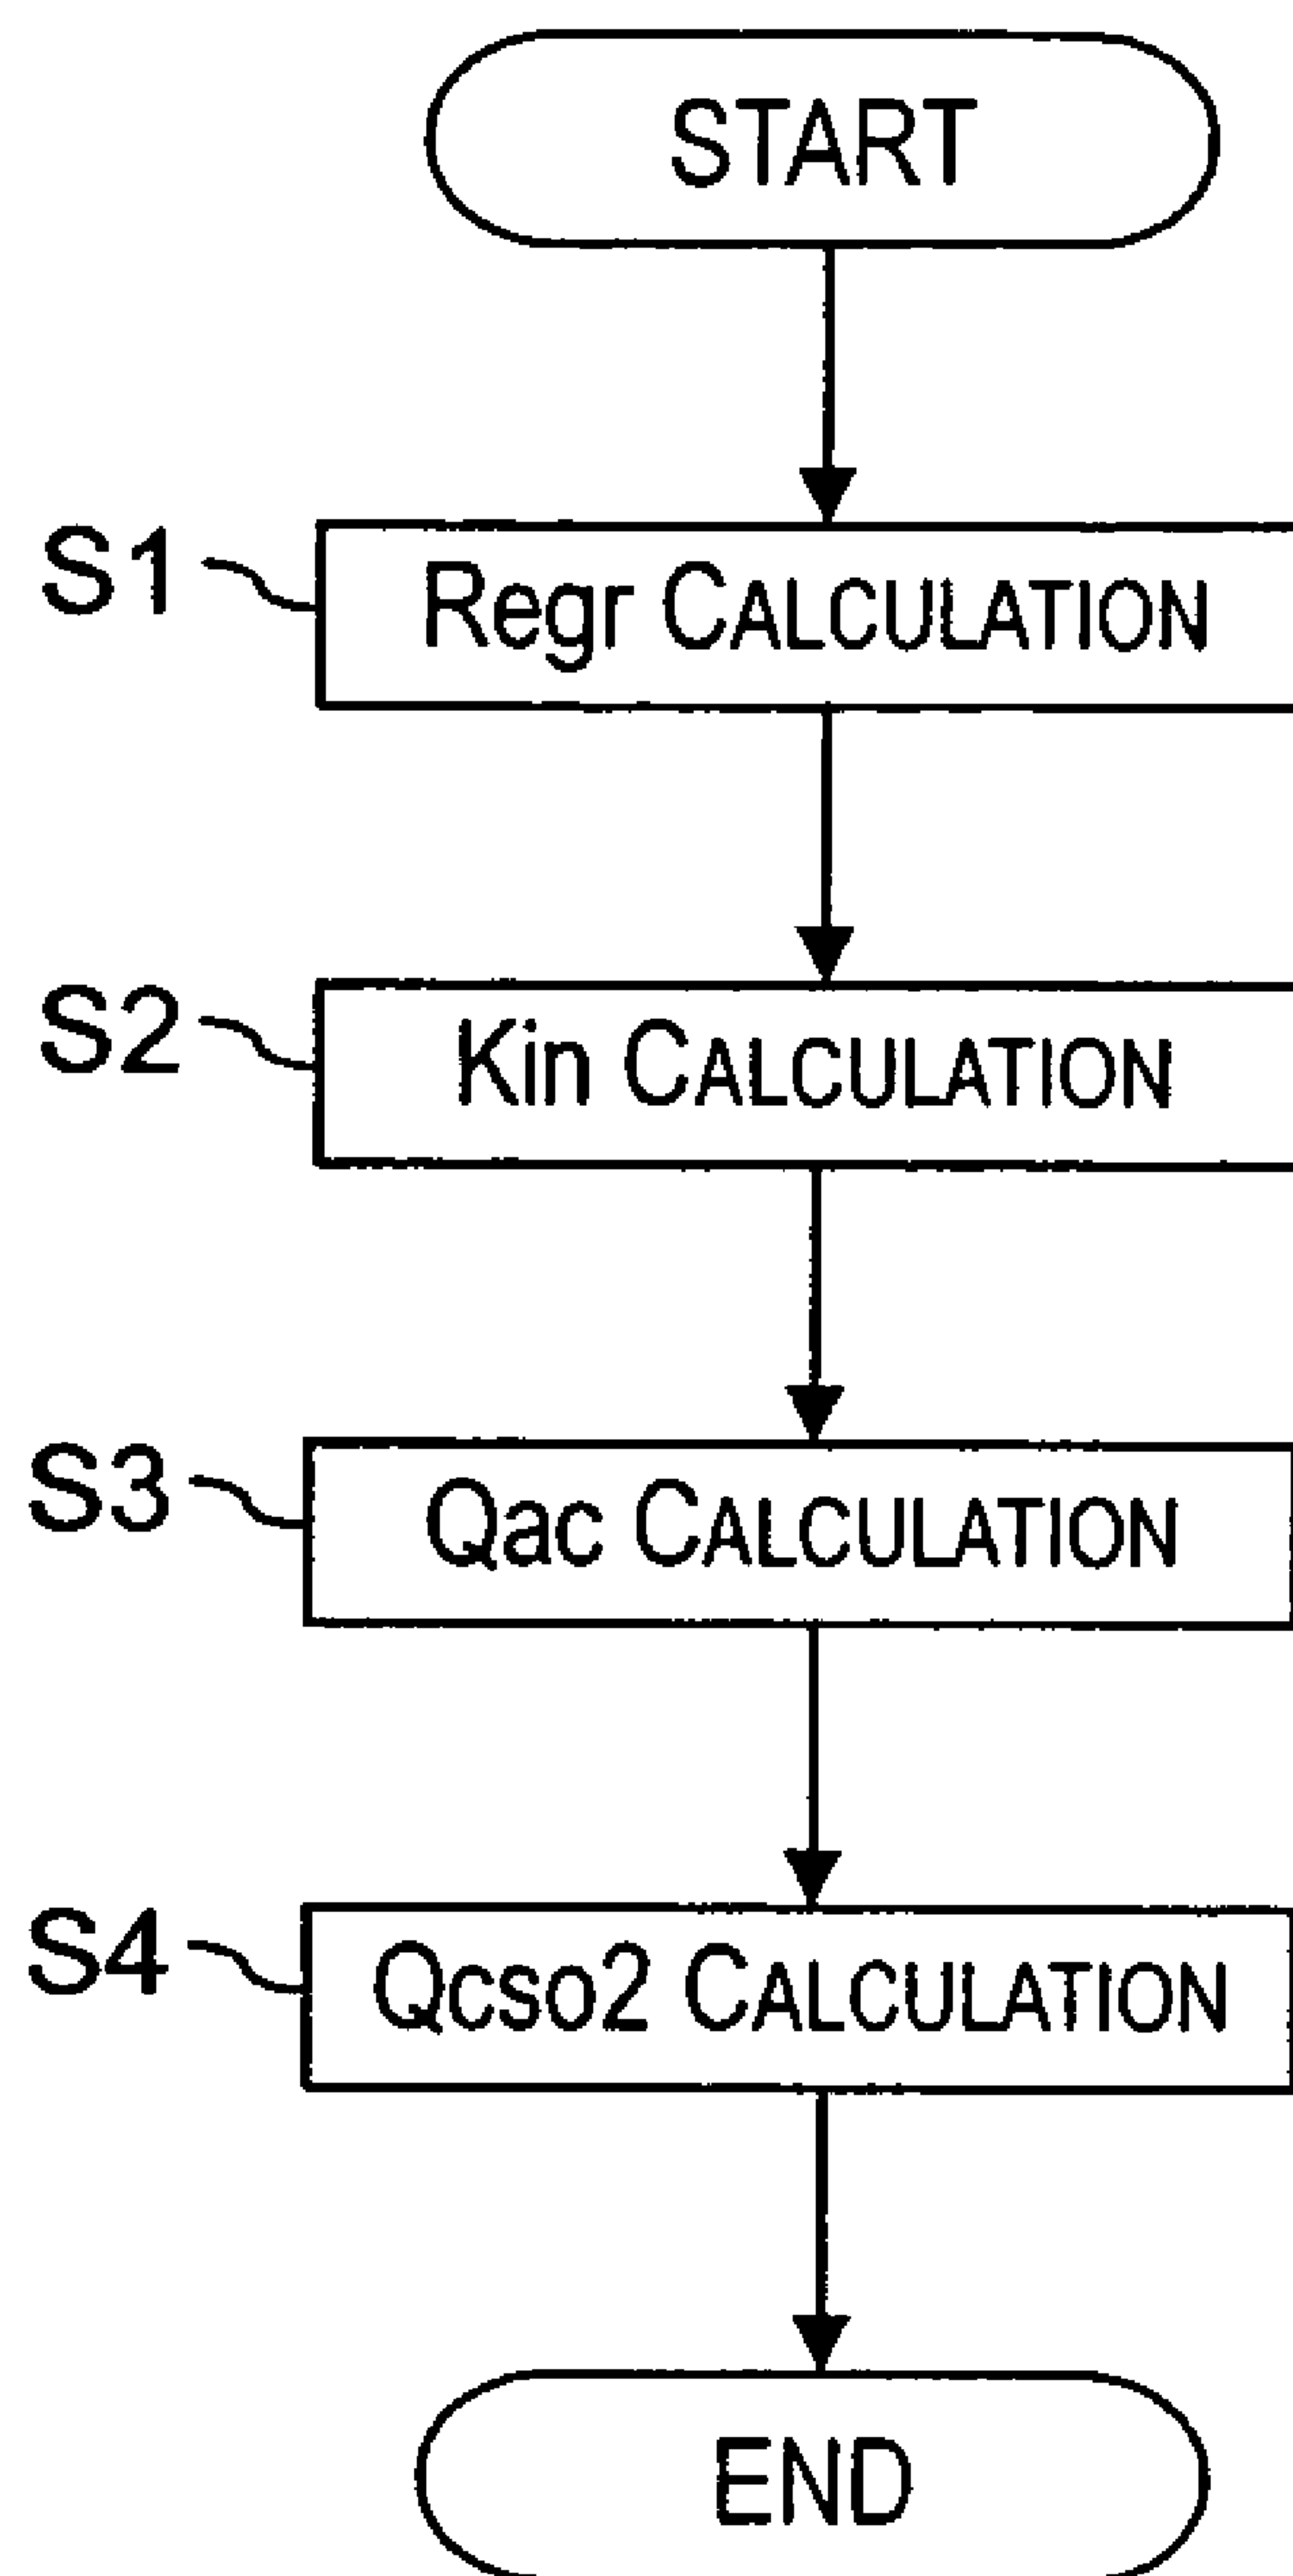 START
S1 Regr CALCULATION
S2 Kin CALCULATION
S3 Qac CALCULATION
S4 Qcso2 CALCULATION
END